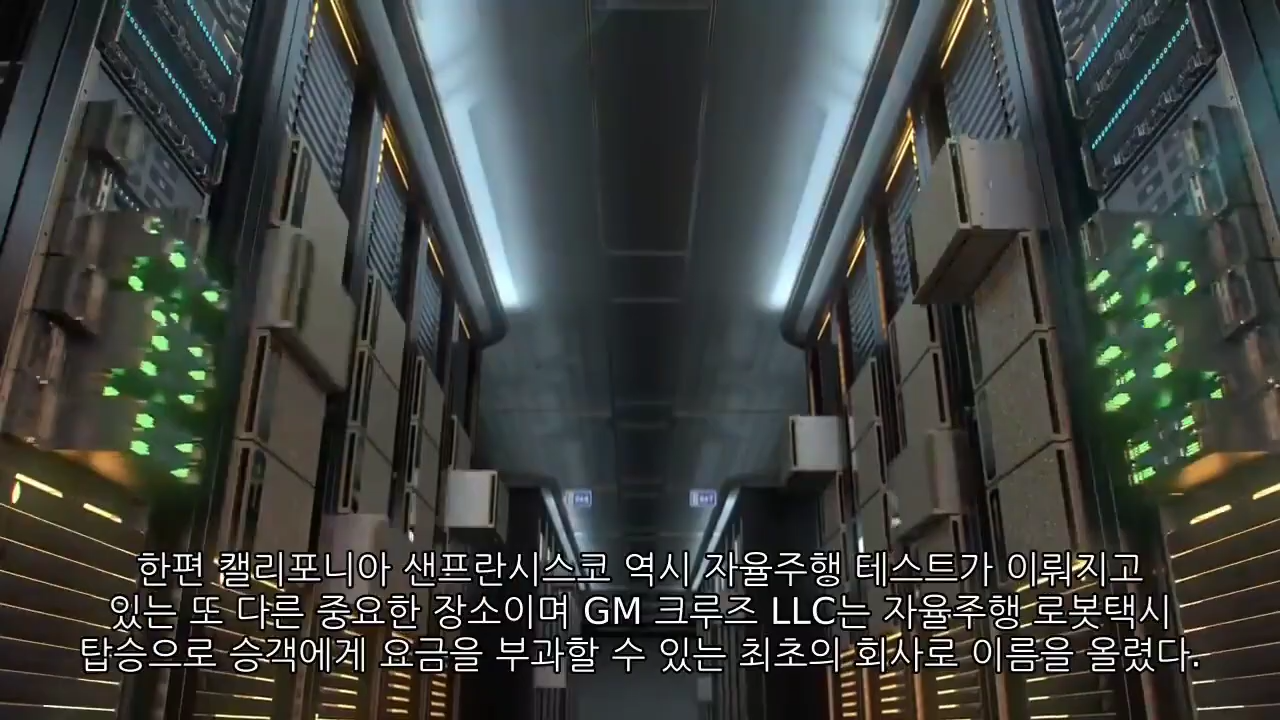 한편 캘리포니아 샌프란시스코 역시 자율주행 테스트가 이뤄지고
있는 또 다른 중요한 장소이며 GM 크루즈 LLC는 자율주행 로봇택시
탑승으로 승객에게 요금을 부과할 수 있는 최초의 회사로 이름을 올렸다.